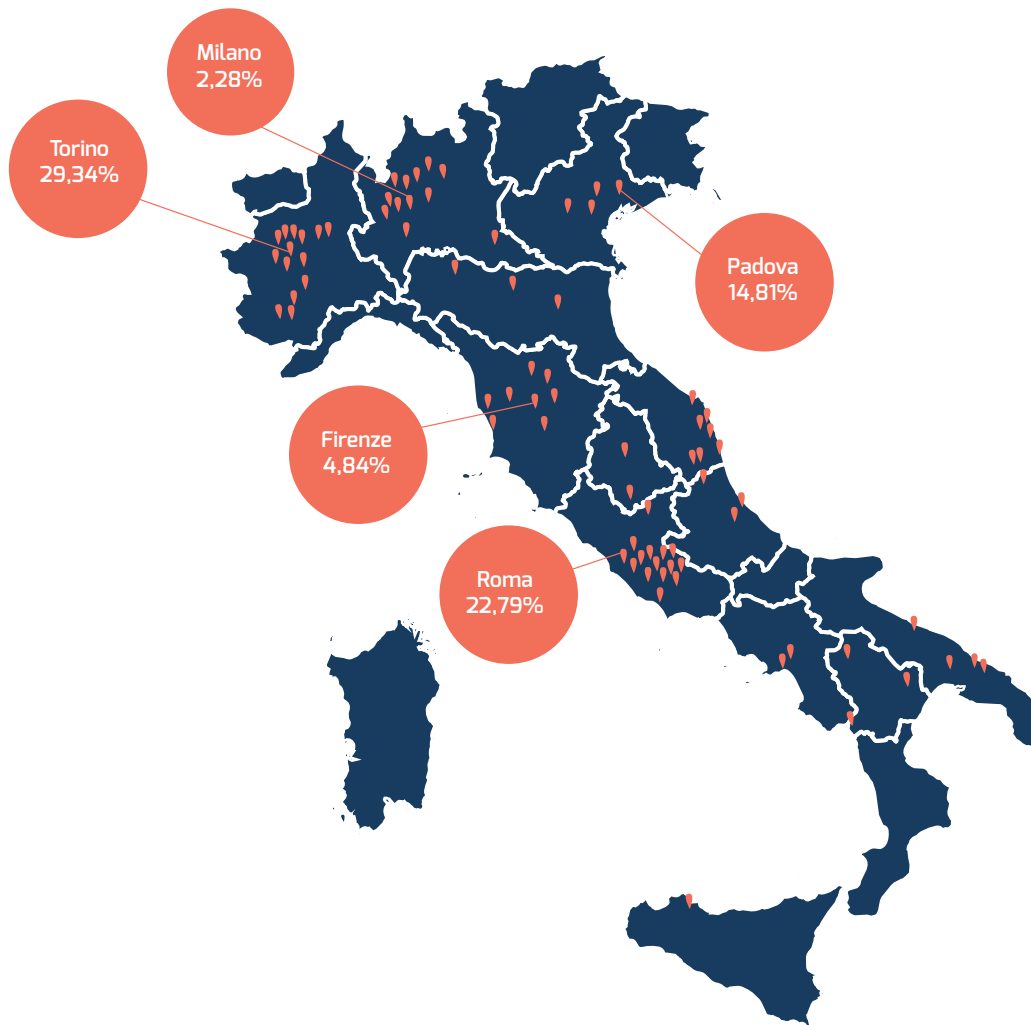 Milano
2,28%
Torino
29,34%
Padova
14,81%
Firenze
4,84%
Roma
22,79%